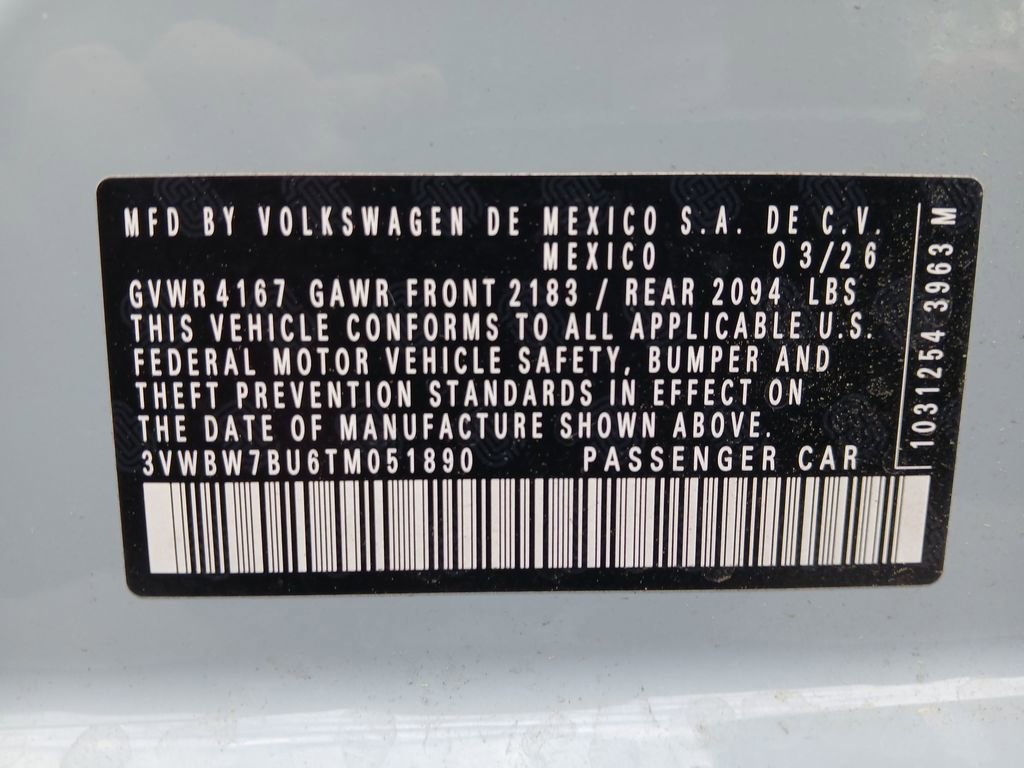 MFD BY VOLKSWAGEN DE MEXICO S.A. DE C.V.
MEXICO 03/26
GVWR 4167 GAWR FRONT 2183 / REAR 2094 LBS
THIS VEHICLE CONFORMS TO ALL APPLICABLE U.S.
FEDERAL MOTOR VEHICLE SAFETY, BUMPER AND
THEFT PREVENTION STANDARDS IN EFFECT ON
THE DATE OF MANUFACTURE SHOWN ABOVE.
3VWBW7BU6TM051890 PASSENGER CAR
1031254 3963 M